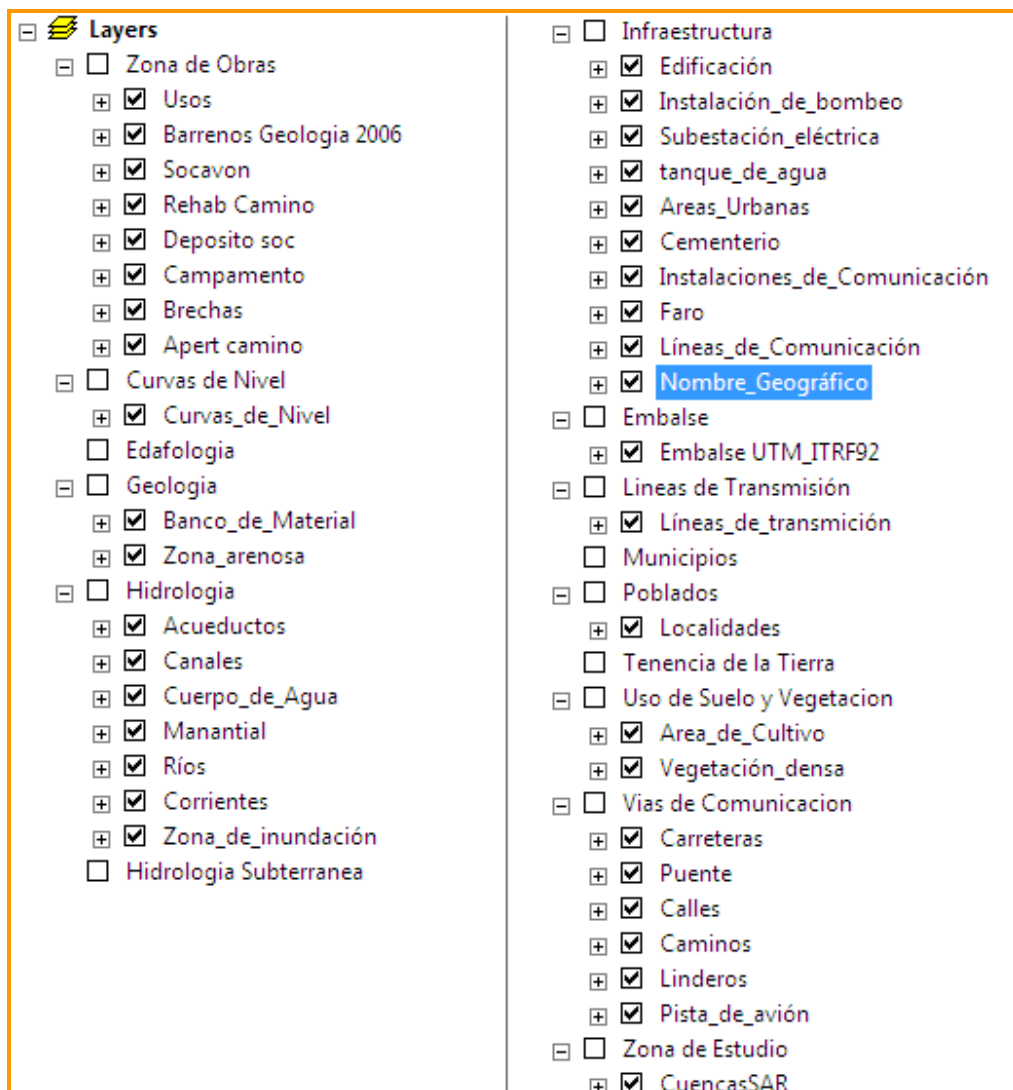 Layers
Zona de Obras
Usos
Barrenos Geologia 2006
Socavon
Rehab Camino
Deposito soc
Campamento
Brechas
Apert camino
Curvas de Nivel
Curvas_de_Nivel
Edafologia
Geologia
Banco_de_Material
Zona_arenosa
Hidrologia
Acueductos
Canales
Cuerpo_de_Agua
Manantial
Ríos
Corrientes
Zona_de_inundación
Hidrologia Subterranea
Infraestructura
Edificación
Instalación_de_bombeo
Subestación_eléctrica
tanque_de_agua
Areas_Urbanas
Cementerio
Instalaciones_de_Comunicación
Faro
Líneas_de_Comunicación
Nombre_Geográfico
Embalse
Embalse UTM_ITRF92
Lineas de Transmisión
Líneas_de_transmición
Municipios
Poblados
Localidades
Tenencia de la Tierra
Uso de Suelo y Vegetacion
Area_de_Cultivo
Vegetación_densa
Vias de Comunicacion
Carreteras
Puente
Calles
Caminos
Linderos
Pista_de_avión
Zona de Estudio
CuencasSAR